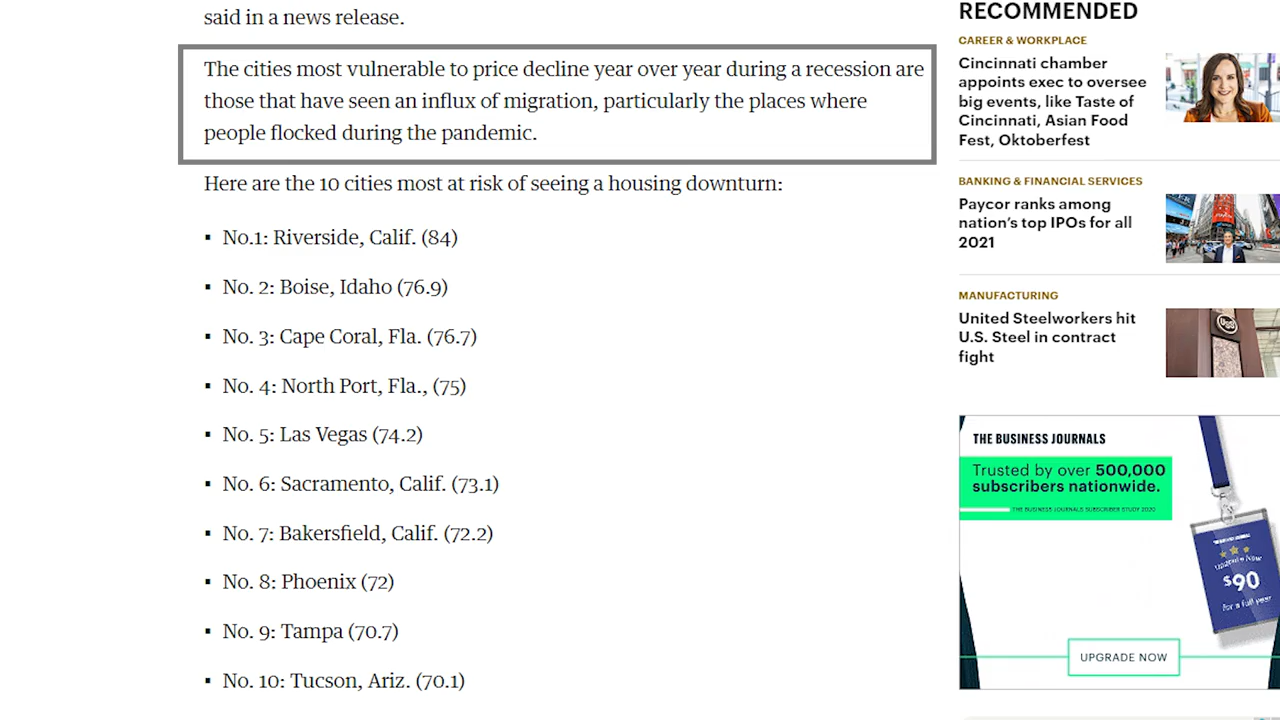 said in a news release.
The cities most vulnerable to price decline year over year during a recession are
those that have seen an influx of migration, particularly the places where
people flocked during the pandemic.
Here are the 10 cities most at risk of seeing a housing downturn:
▪ No.1: Riverside, Calif. (84)
▪ No. 2: Boise, Idaho (76.9)
▪ No. 3: Cape Coral, Fla. (76.7)
▪ No. 4: North Port, Fla., (75)
▪ No. 5: Las Vegas (74.2)
▪ No. 6: Sacramento, Calif. (73.1)
▪ No. 7: Bakersfield, Calif. (72.2)
▪ No. 8: Phoenix (72)
▪ No. 9: Tampa (70.7)
▪ No. 10: Tucson, Ariz. (70.1)
RECOMMENDED
CAREER & WORKPLACE
Cincinnati chamber
appoints exec to oversee
big events, like Taste of
Cincinnati, Asian Food
Fest, Oktoberfest
BANKING & FINANCIAL SERVICES
Paycor ranks among
nation's top IPOs for all
2021
MANUFACTURING
United Steelworkers hit
U.S. Steel in contract
fight
THE BUSINESS JOURNALS
Trusted by over 500,000
subscribers nationwide.
THE BUSINESS JOURNALS SUBSCRIBER STUDY 2020
Upgrade Now
$90
for a full year
UPGRADE NOW